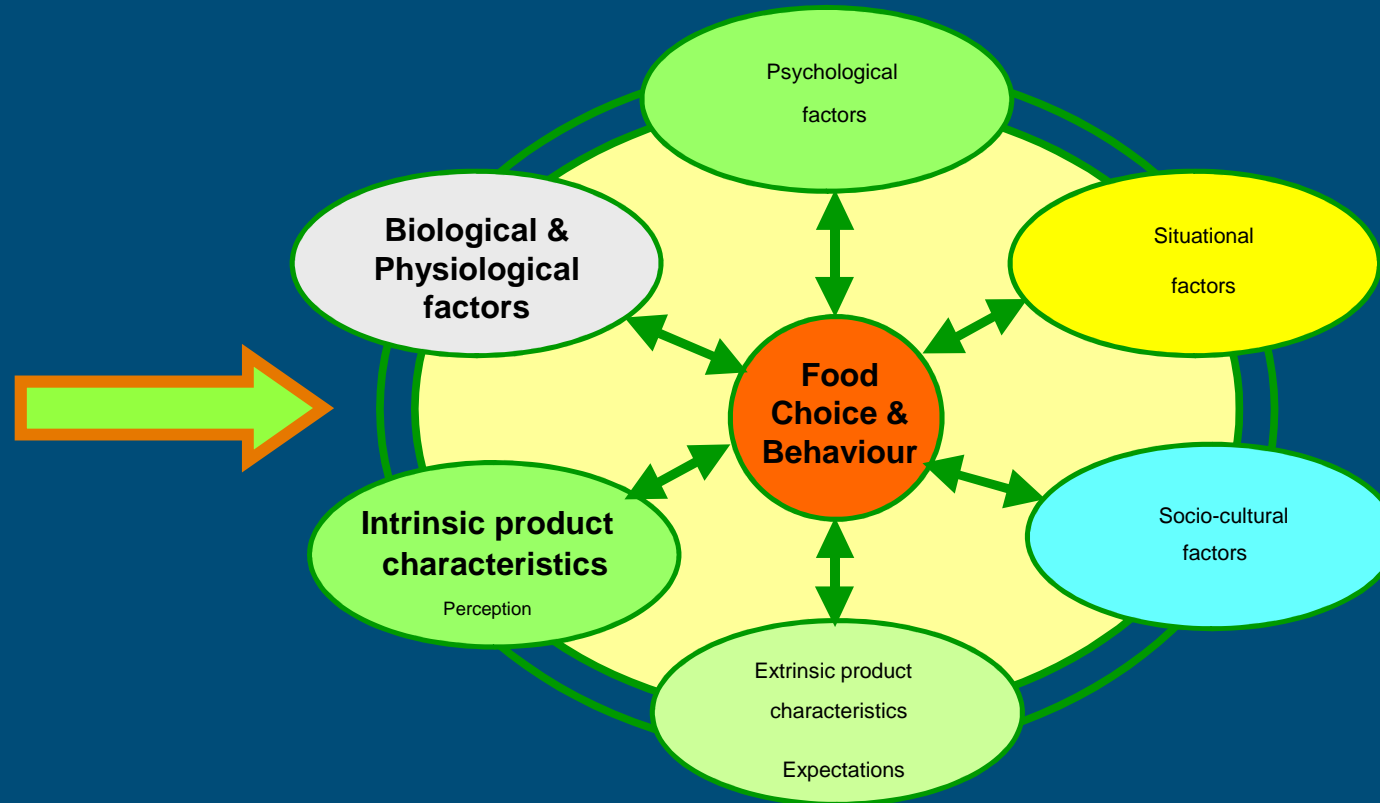 Psychological
factors
Biological &
Physiological
factors
Situational
factors
Food
Choice &
Behaviour
Intrinsic product
characteristics
Perception
Socio-cultural
factors
Extrinsic product
characteristics
Expectations